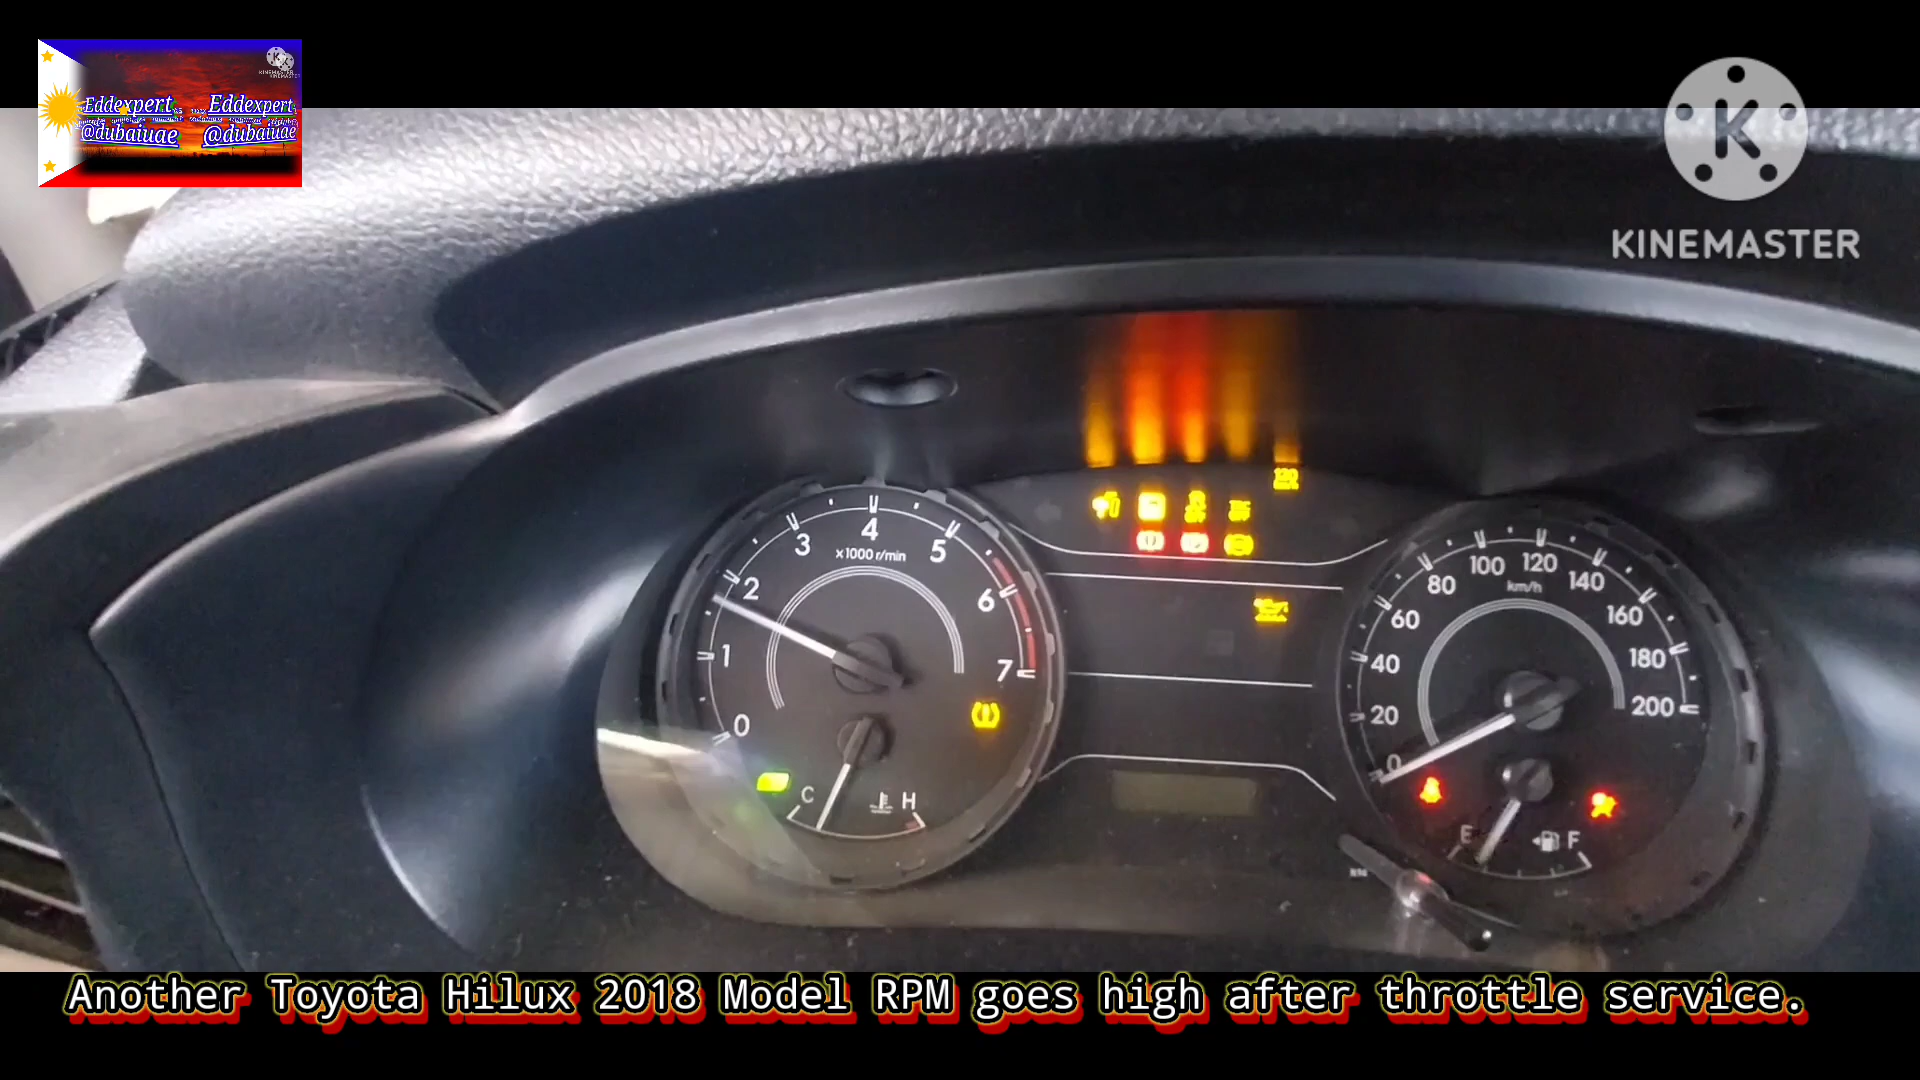 Eddexpert Eddexpert
@dubaiuae @dubaiuae
KINEMASTER
K
KINEMASTER
0
1
2
3
4
5
6
7
x1000 r/min
C H
0
20
40
60
80
100
120
140
160
180
200
km/h
E F
Another Toyota Hilux 2018 Model RPM goes high after throttle service.